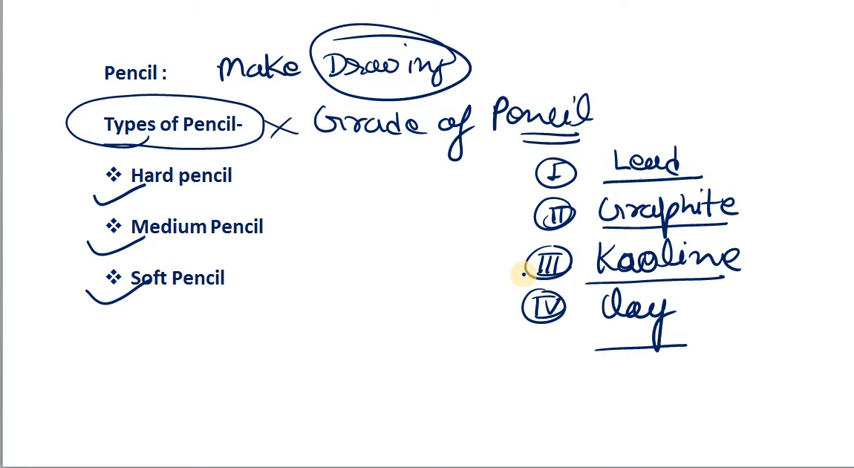 Pencil : Make Drawing
Types of Pencil- × Grade of Pencil
❖ Hard pencil
❖ Medium Pencil
❖ Soft Pencil
I Lead
II Graphite
III Kaoline
IV Clay